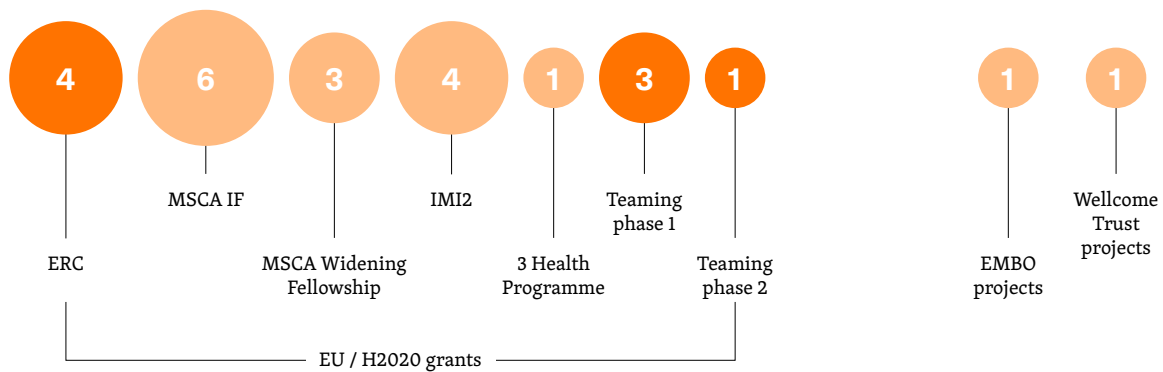 4
6
3
4
1
3
1
1
1
MSCA IF
IMI2
Teaming
phase 1
Wellcome
Trust
projects
ERC
MSCA Widening
Fellowship
3 Health
Programme
Teaming
phase 2
EMBO
projects
EU / H2020 grants